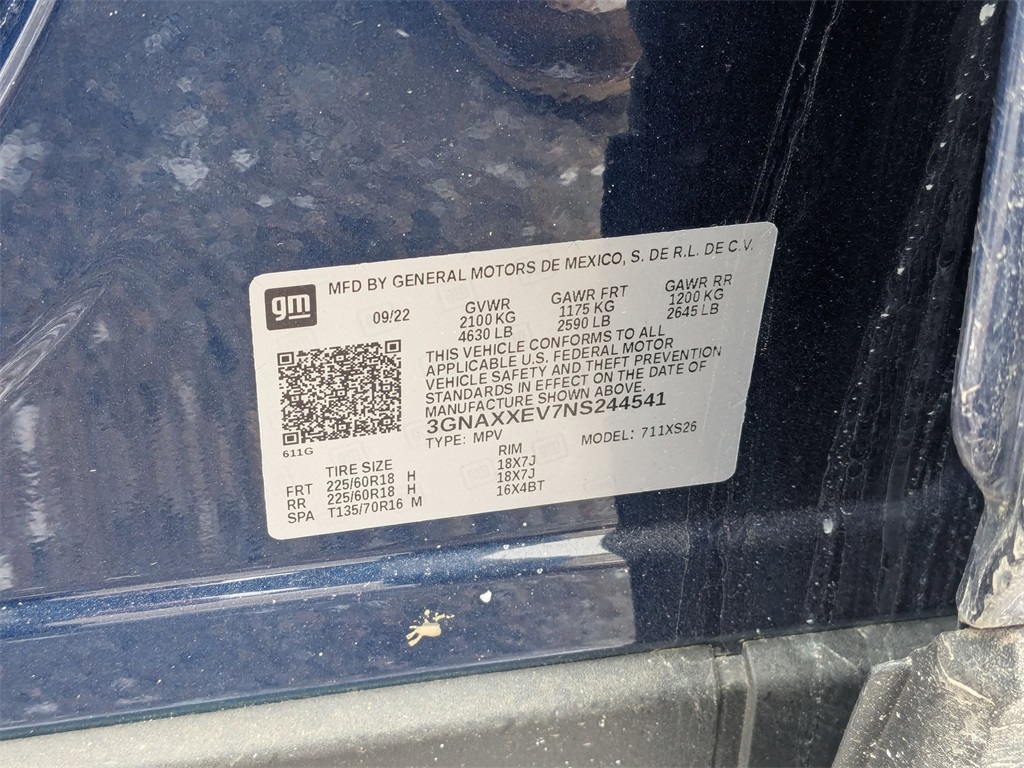 gm
MFD BY GENERAL MOTORS DE MEXICO, S. DE R.L. DE C.V.
09/22
GVWR
2100 KG
4630 LB
GAWR FRT
1175 KG
2590 LB
GAWR RR
1200 KG
2645 LB
THIS VEHICLE CONFORMS TO ALL
APPLICABLE U.S. FEDERAL MOTOR
VEHICLE SAFETY AND THEFT PREVENTION
STANDARDS IN EFFECT ON THE DATE OF
MANUFACTURE SHOWN ABOVE.
3GNAXXEV7NS244541
TYPE: MPV MODEL: 711XS26
611G
TIRE SIZE RIM
FRT 225/60R18 H 18X7J
RR 225/60R18 H 18X7J
SPA T135/70R16 M 16X4BT